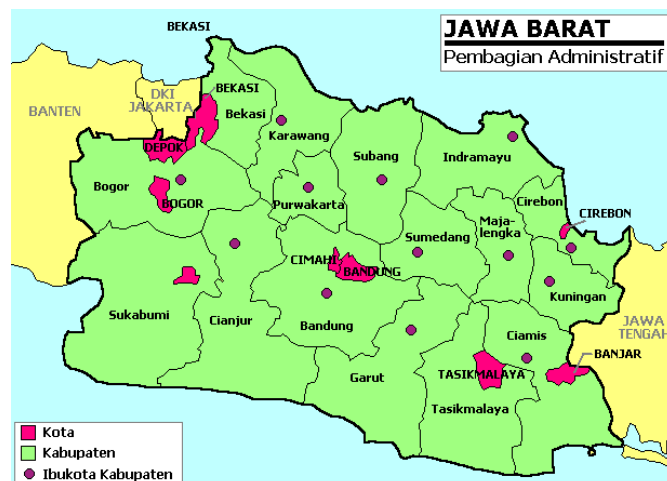 BEKASI
JAWA BARAT
Pembagian Administratif
DKI
JAKARTA
BANTEN
BEKASI
Bekasi
Karawang
DEPOK
Subang
Indramayu
Bogor
BOGOR
Purwakarta
Cirebon
CIREBON
Maja-
lengka
Sumedang
CIMAHI
BANDUNG
Kuningan
Sukabumi
Cianjur
Bandung
Ciamis
JAWA
TENGAH
BANJAR
Garut
TASIKMALAYA
Tasikmalaya
Kota
Kabupaten
Ibukota Kabupaten